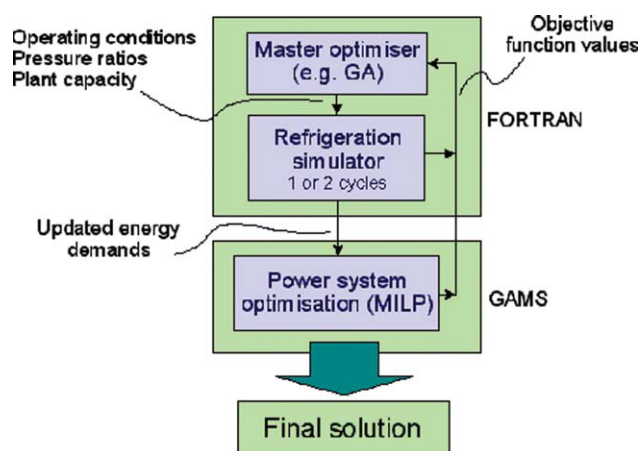 Operating conditions
Pressure ratios
Plant capacity
Master optimiser
(e.g. GA)
Objective
function values
FORTRAN
Refrigeration
simulator
1 or 2 cycles
Updated energy
demands
Power system
optimisation (MILP)
GAMS
Final solution